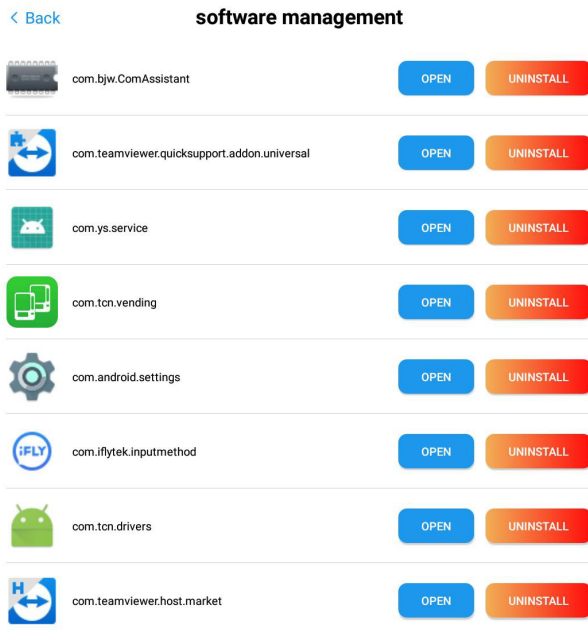 < Back software management
com.bjw.ComAssistant OPEN UNINSTALL
com.teamviewer.quicksupport.addon.universal OPEN UNINSTALL
com.ys.service OPEN UNINSTALL
com.tcn.vending OPEN UNINSTALL
com.android.settings OPEN UNINSTALL
iFLY com.iflytek.inputmethod OPEN UNINSTALL
com.tcn.drivers OPEN UNINSTALL
H com.teamviewer.host.market OPEN UNINSTALL